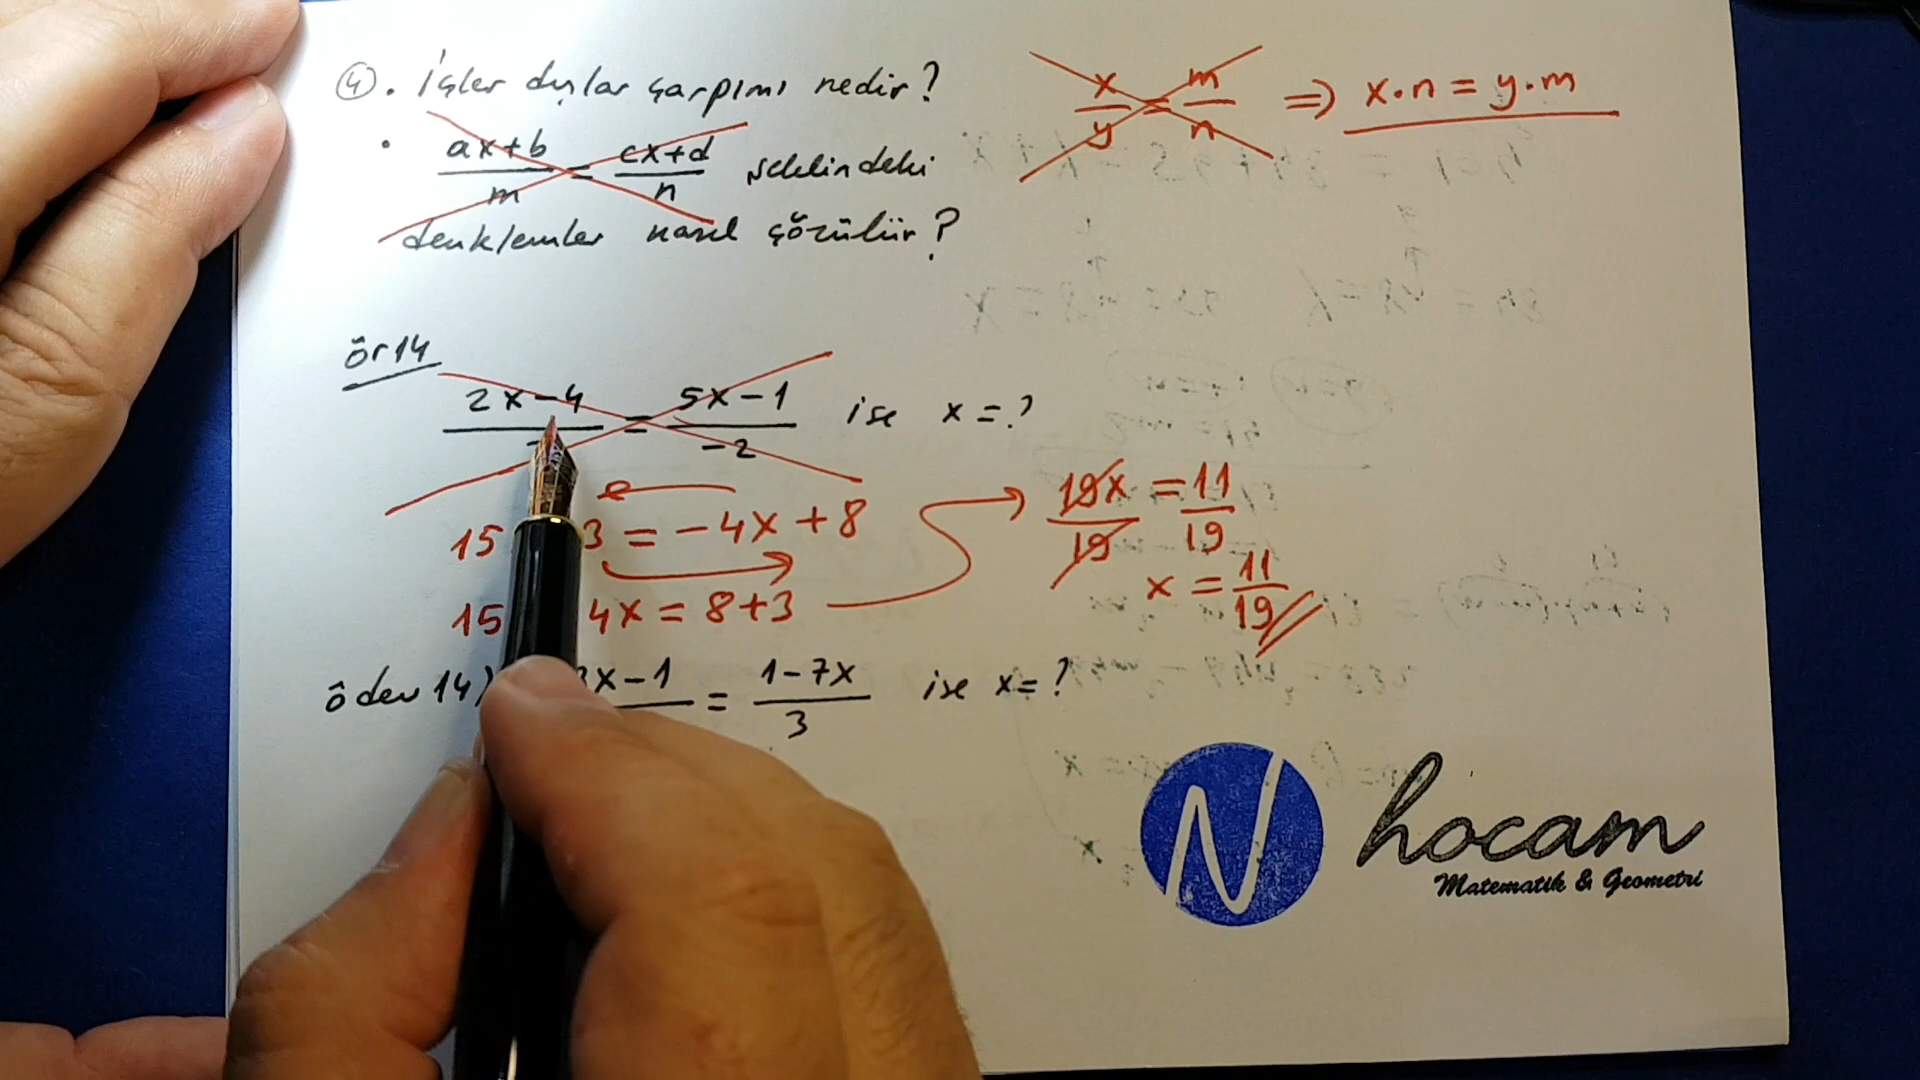 ④. İçler dışlar çarpımı nedir?
x/y = m/n ⇒ x·n = y·m
• ax+b/m = cx+d/n şeklindeki
denklemler nasıl çözülür?
ör14
2x-4/ = 5x-1/-2 ise x=?
15 3 = -4x+8
15 4x = 8+3
19x/19 = 11/19
x = 11/19
ödev 14) x-1/ = 1-7x/3 ise x=?
N hocam
Matematik & Geometri